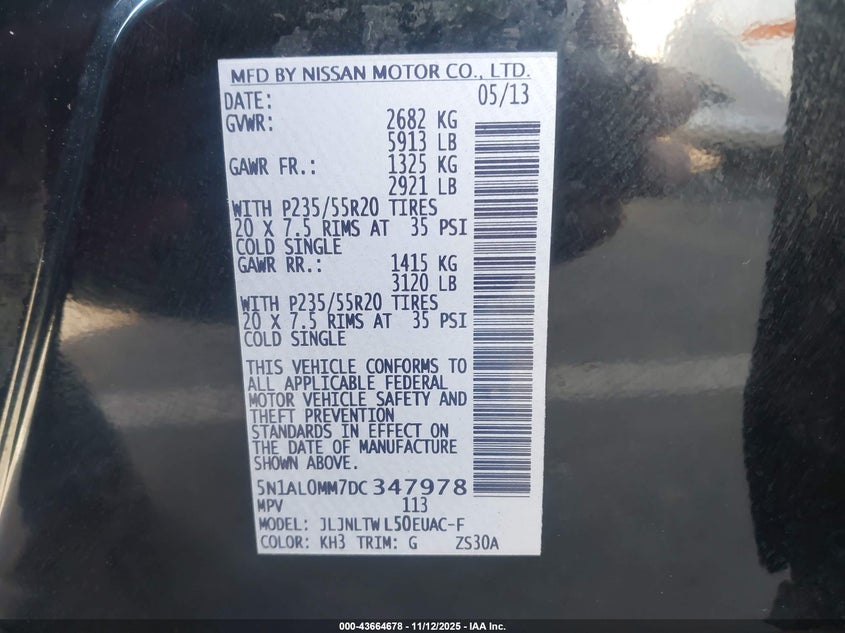 MFD BY NISSAN MOTOR CO., LTD.
DATE: 05/13
GVWR: 2682 KG
5913 LB
GAWR FR.: 1325 KG
2921 LB
WITH P235/55R20 TIRES
20 X 7.5 RIMS AT 35 PSI
COLD SINGLE
GAWR RR.: 1415 KG
3120 LB
WITH P235/55R20 TIRES
20 X 7.5 RIMS AT 35 PSI
COLD SINGLE
THIS VEHICLE CONFORMS TO
ALL APPLICABLE FEDERAL
MOTOR VEHICLE SAFETY AND
THEFT PREVENTION
STANDARDS IN EFFECT ON
THE DATE OF MANUFACTURE
SHOWN ABOVE.
5N1AL0MM7DC347978
MPV 113
MODEL: JLJNLTW L50EUAC-F
COLOR: KH3 TRIM: G ZS30A
000-43664678 - 11/12/2025 - IAA Inc.